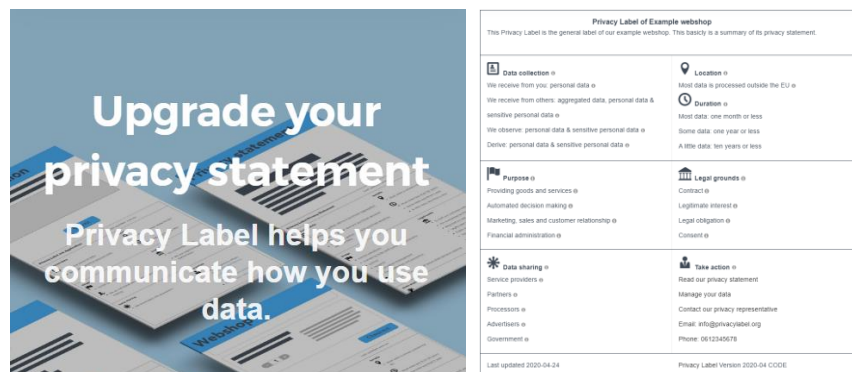 Upgrade your
privacy statement
Privacy Label helps you
communicate how you use
data.
Privacy statement
Webshop
Privacy Label of Example webshop
This Privacy Label is the general label of our example webshop. This basicly is a summary of its privacy statement.
Data collection
We receive from you: personal data
We receive from others: aggregated data, personal data &
sensitive personal data
We observe: personal data & sensitive personal data
Derive: personal data & sensitive personal data
Location
Most data is processed outside the EU
Duration
Most data: one month or less
Some data: one year or less
A little data: ten years or less
Purpose
Providing goods and services
Automated decision making
Marketing, sales and customer relationship
Financial administration
Legal grounds
Contract
Legitimate interest
Legal obligation
Consent
Data sharing
Service providers
Partners
Processors
Advertisers
Government
Take action
Read our privacy statement
Manage your data
Contact our privacy representative
Email: info@privacylabel.org
Phone: 0612345678
Last updated 2020-04-24
Privacy Label Version 2020-04 CODE